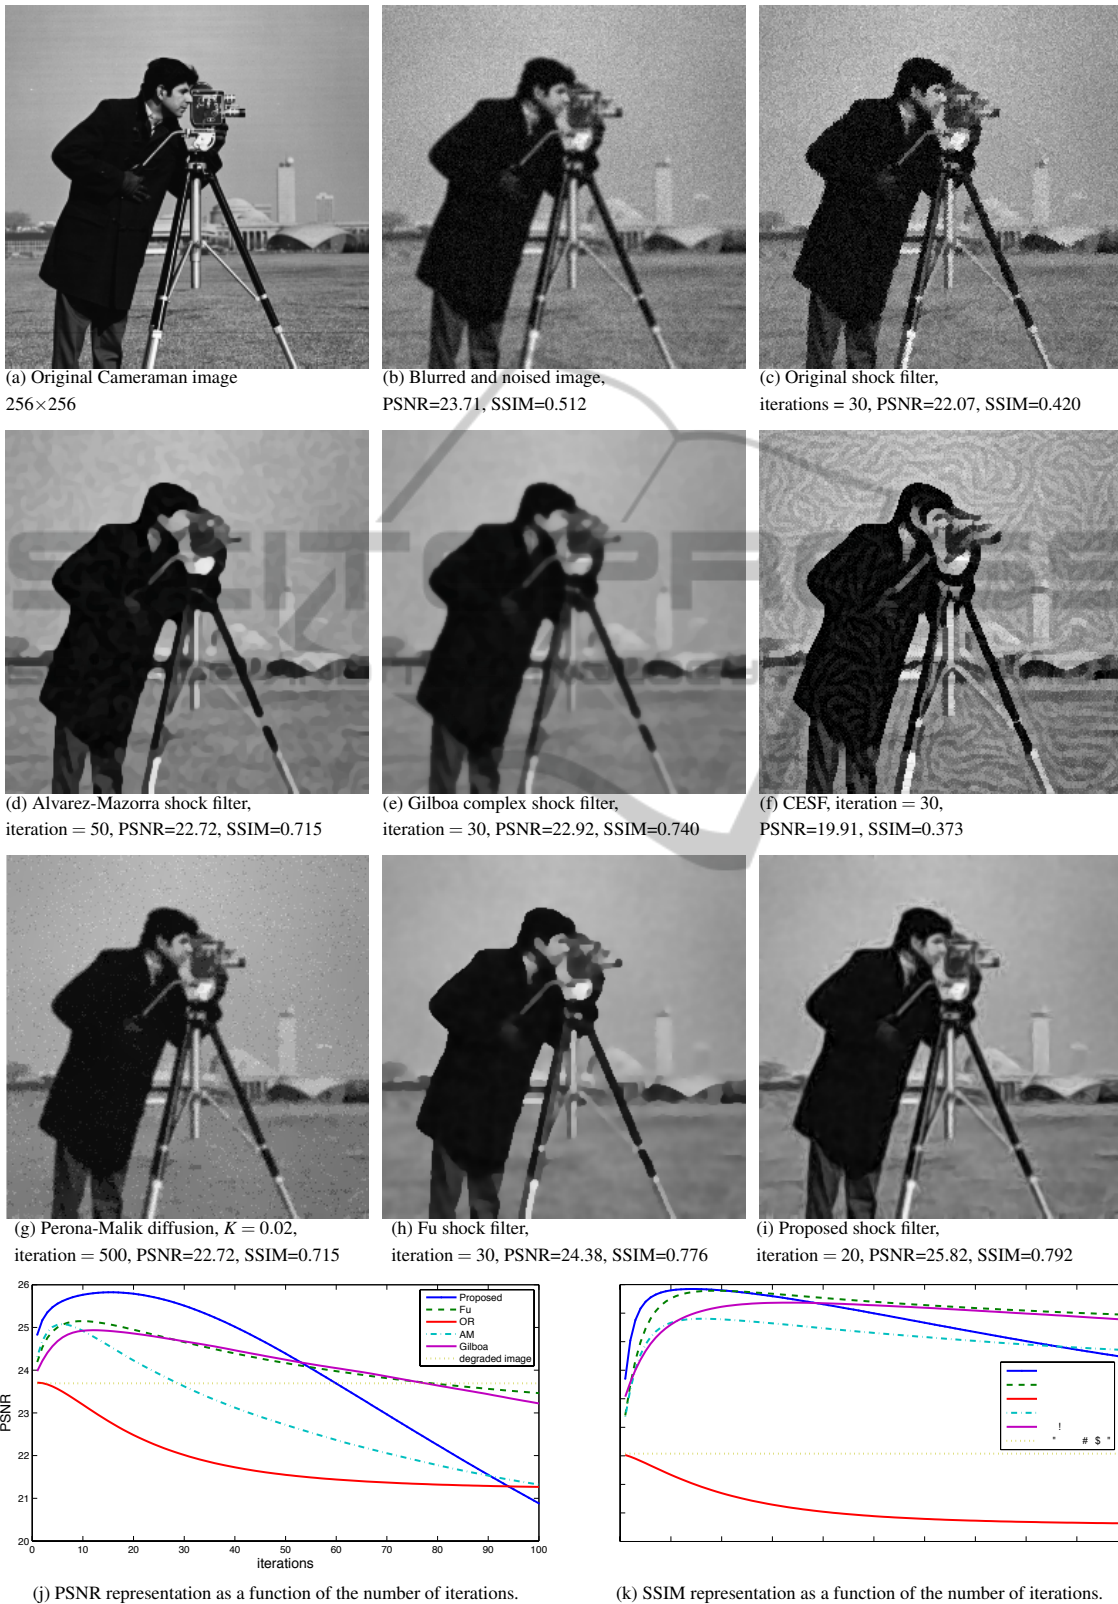 (a) Original Cameraman image
256×256
(b) Blurred and noised image,
PSNR=23.71, SSIM=0.512
(c) Original shock filter,
iterations = 30, PSNR=22.07, SSIM=0.420
(d) Alvarez-Mazorra shock filter,
iteration = 50, PSNR=22.72, SSIM=0.715
(e) Gilboa complex shock filter,
iteration = 30, PSNR=22.92, SSIM=0.740
(f) CESF, iteration = 30,
PSNR=19.91, SSIM=0.373
(g) Perona-Malik diffusion, K = 0.02,
iteration = 500, PSNR=22.72, SSIM=0.715
(h) Fu shock filter,
iteration = 30, PSNR=24.38, SSIM=0.776
(i) Proposed shock filter,
iteration = 20, PSNR=25.82, SSIM=0.792
26
25
24
23
22
21
20
PSNR
0 10 20 30 40 50 60 70 80 90 100
iterations
Proposed
Fu
OR
AM
Gilboa
degraded image
!
" # $ "
(j) PSNR representation as a function of the number of iterations.
(k) SSIM representation as a function of the number of iterations.